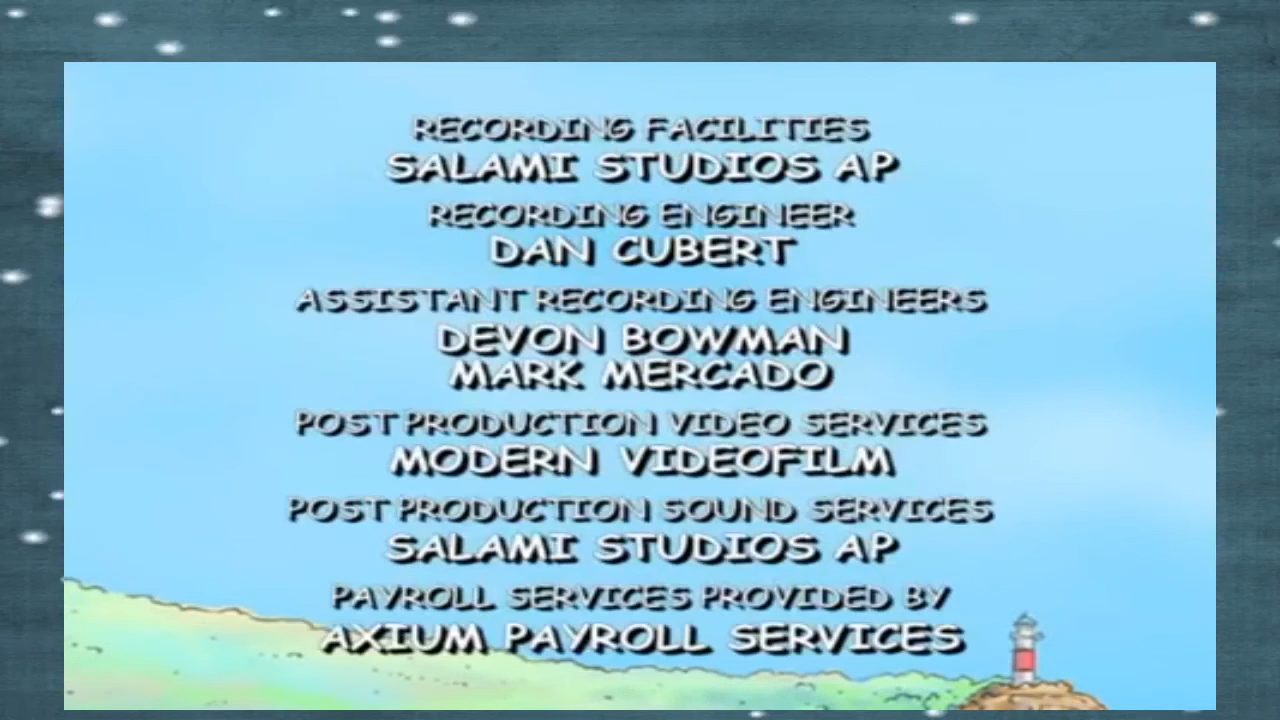 RECORDING FACILITIES
SALAMI STUDIOS AP
RECORDING ENGINEER
DAN CUBERT
ASSISTANT RECORDING ENGINEERS
DEVON BOWMAN
MARK MERCADO
POST PRODUCTION VIDEO SERVICES
MODERN VIDEOFILM
POST PRODUCTION SOUND SERVICES
SALAMI STUDIOS AP
PAYROLL SERVICES PROVIDED BY
AXIUM PAYROLL SERVICES